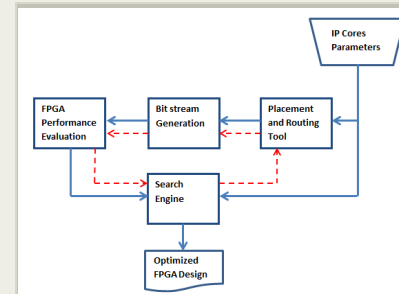 IP Cores
Parameters
FPGA
Performance
Evaluation
Bit stream
Generation
Placement
and Routing
Tool
Search
Engine
Optimized
FPGA Design